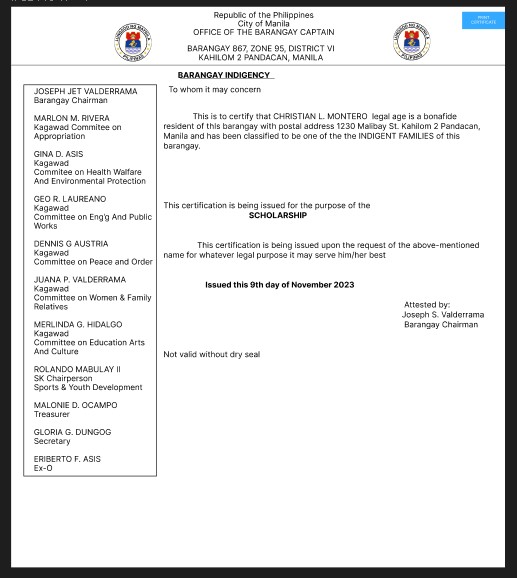 Republic of the Philippines
City of Manila
OFFICE OF THE BARANGAY CAPTAIN
BARANGAY 867, ZONE 95, DISTRICT VI
KAHILOM 2 PANDACAN, MANILA
PRINT CERTIFICATE
BARANGAY INDIGENCY
JOSEPH JET VALDERRAMA
Barangay Chairman
MARLON M. RIVERA
Kagawad Commitee on
Appropriation
GINA D. ASIS
Kagawad
Commitee on Health Walfare
And Environmental Protection
GEO R. LAUREANO
Kagawad
Committee on Eng'g And Public
Works
DENNIS G AUSTRIA
Kagawad
Committee on Peace and Order
JUANA P. VALDERRAMA
Kagawad
Committee on Women & Family
Relatives
MERLINDA G. HIDALGO
Kagawad
Committee on Education Arts
And Culture
ROLANDO MABULAY II
SK Chairperson
Sports & Youth Development
MALONIE D. OCAMPO
Treasurer
GLORIA G. DUNGOG
Secretary
ERIBERTO F. ASIS
Ex-O
To whom it may concern
This is to certify that CHRISTIAN L. MONTERO legal age is a bonafide
resident of this barangay with postal address 1230 Malibay St. Kahilom 2 Pandacan,
Manila and has been classified to be one of the the INDIGENT FAMILIES of this
barangay.
This certification is being issued for the purpose of the
SCHOLARSHIP
This certification is being issued upon the request of the above-mentioned
name for whatever legal purpose it may serve him/her best
Issued this 9th day of November 2023
Attested by:
Joseph S. Valderrama
Barangay Chairman
Not valid without dry seal